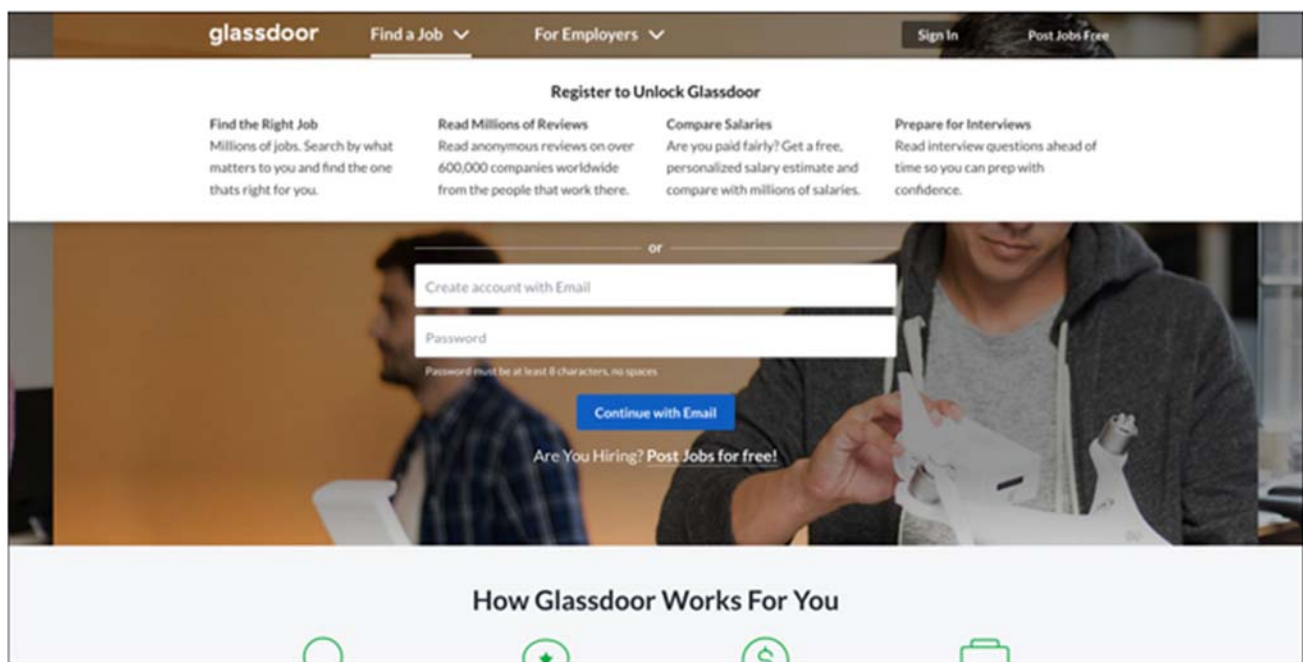 glassdoor Find a Job For Employers Sign In Post Jobs Free
Register to Unlock Glassdoor
Find the Right Job
Millions of jobs. Search by what
matters to you and find the one
thats right for you.
Read Millions of Reviews
Read anonymous reviews on over
600,000 companies worldwide
from the people that work there.
Compare Salaries
Are you paid fairly? Get a free,
personalized salary estimate and
compare with millions of salaries.
Prepare for Interviews
Read interview questions ahead of
time so you can prep with
confidence.
or
Create account with Email
Password
Password must be at least 8 characters, no spaces
Continue with Email
Are You Hiring? Post Jobs for free!
How Glassdoor Works For You
$